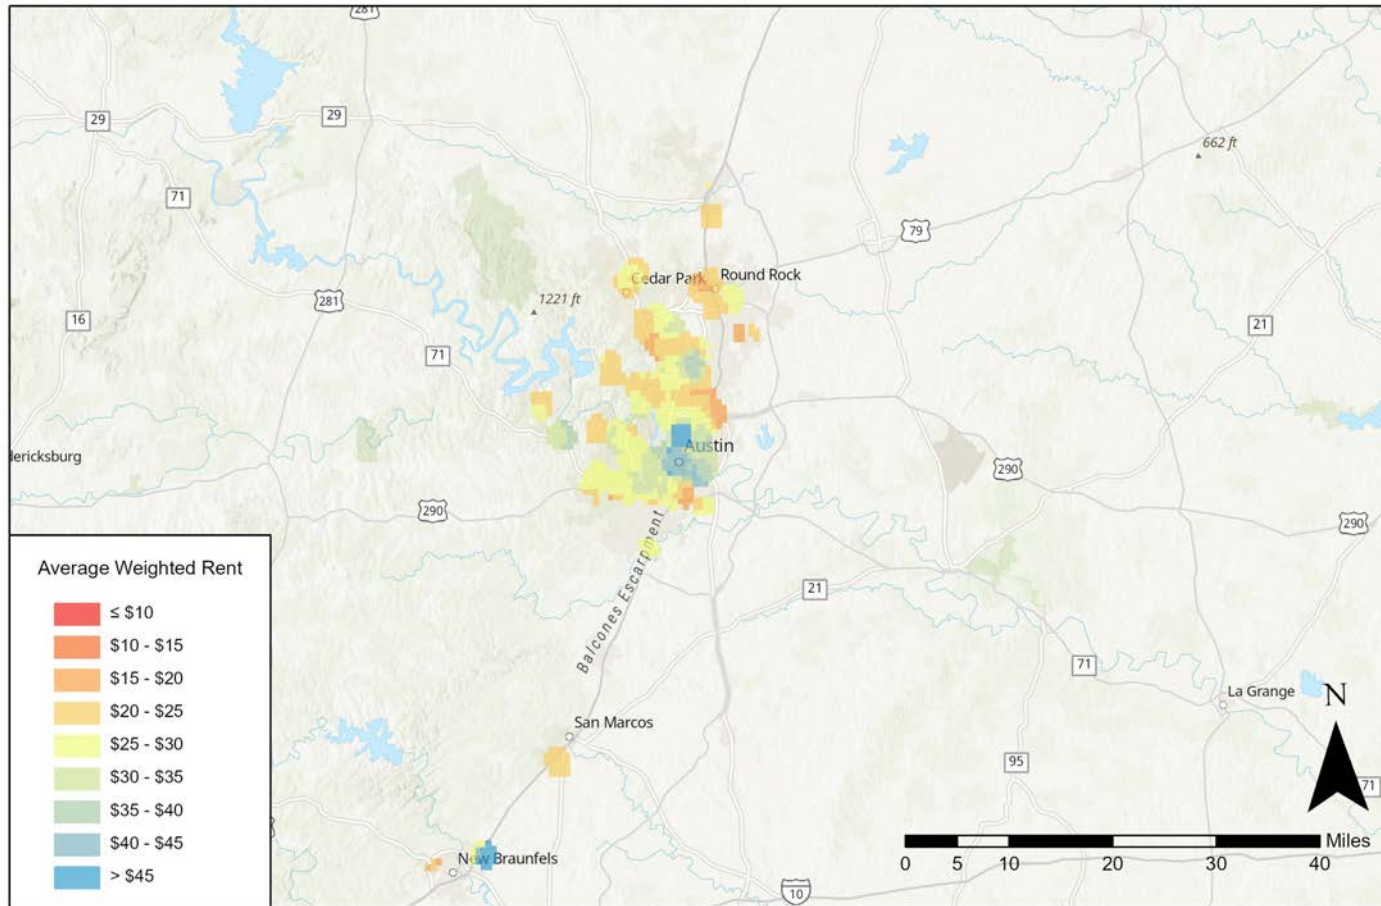 281
29
29
662 ft
71
79
Cedar Park
Round Rock
281
1221 ft
16
21
71
Austin
dericksburg
290
290
290
Balcones Escarpment
Average Weighted Rent
≤ $10
$10 - $15
$15 - $20
$20 - $25
$25 - $30
$30 - $35
$35 - $40
$40 - $45
> $45
21
71
La Grange
N
San Marcos
95
71
Miles
0 5 10 20 30 40
New Braunfels
10